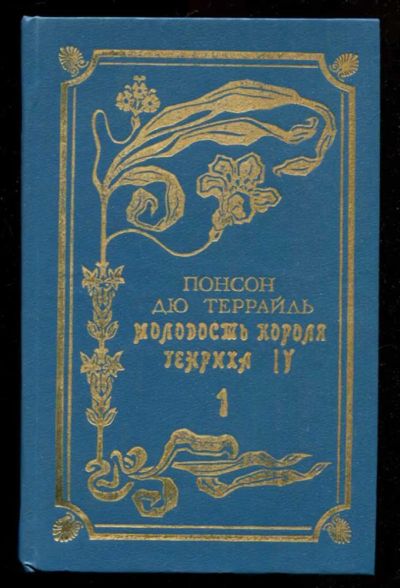 ПОНСОН
ДЮ ТЕРРАЙЛЬ
МОЛОДОСТЬ КОРОЛЯ
ГЕНРИХА IV
1